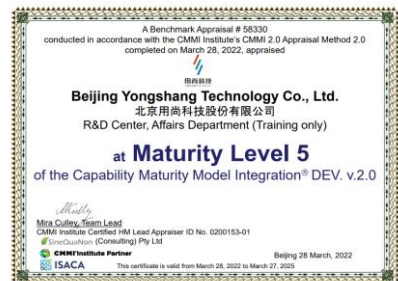 A Benchmark Appraisal # 58330
conducted in accordance with the CMMI Institute's CMMI 2.0 Appraisal Method 2.0
completed on March 28, 2022, appraised
用尚科技
Beijing Yongshang Technology Co., Ltd.
北京用尚科技股份有限公司
R&D Center, Affairs Department (Training only)
at Maturity Level 5
of the Capability Maturity Model Integration® DEV. v.2.0
Mira Culley, Team Lead
CMMI Institute Certified HM Lead Appraiser ID No. 0200153-01
SineQuaNon (Consulting) Pty Ltd
CMMI Institute Partner
ISACA
Beijing 28 March, 2022
This certificate is valid from March 28, 2022 to March 27, 2025